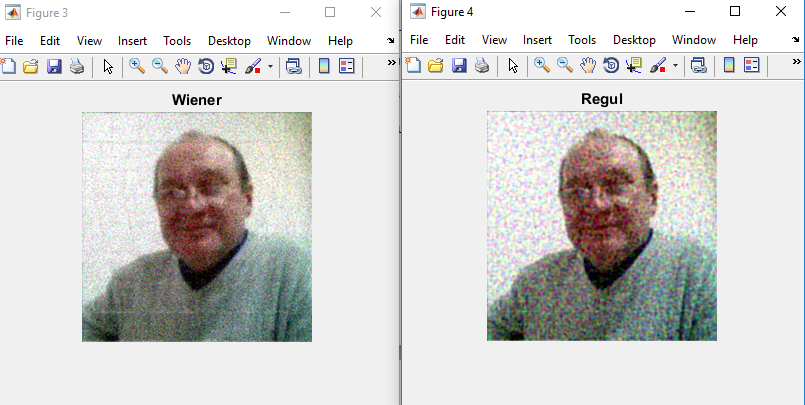 Figure 3
File Edit View Insert Tools Desktop Window Help
Wiener
Figure 4
File Edit View Insert Tools Desktop Window Help
Regul